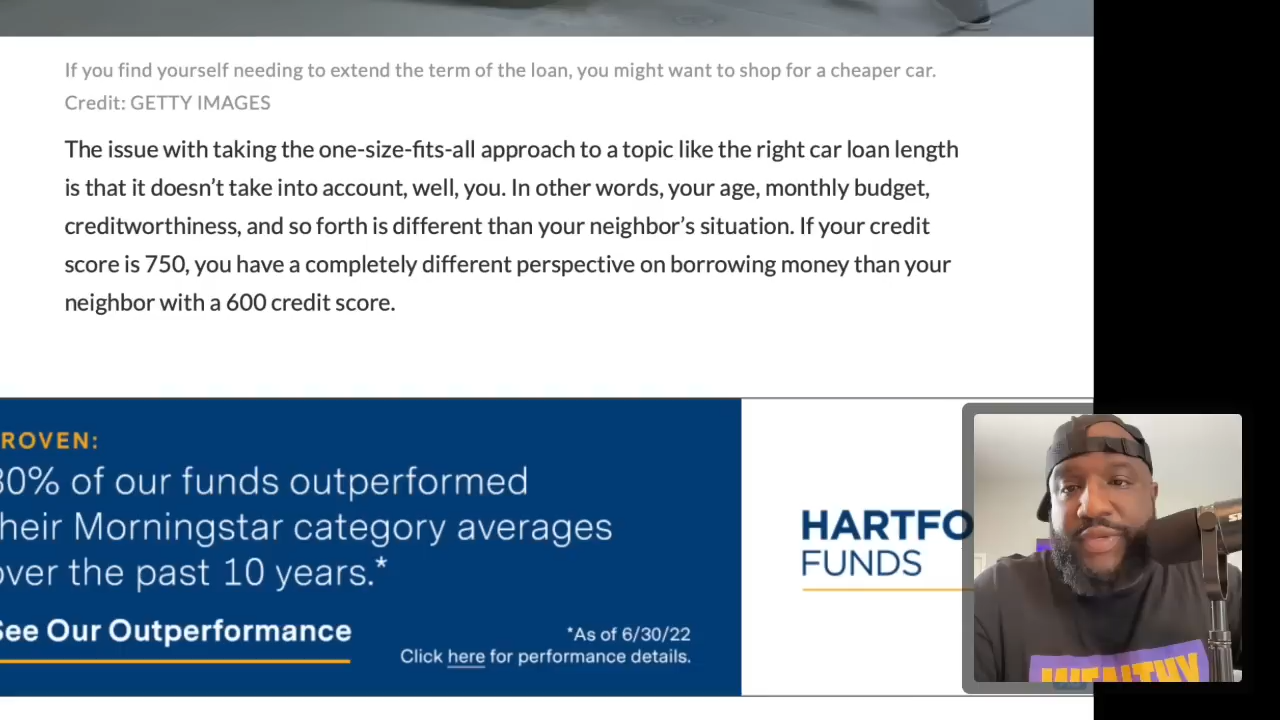 If you find yourself needing to extend the term of the loan, you might want to shop for a cheaper car.
Credit: GETTY IMAGES
The issue with taking the one-size-fits-all approach to a topic like the right car loan length
is that it doesn’t take into account, well, you. In other words, your age, monthly budget,
creditworthiness, and so forth is different than your neighbor’s situation. If your credit
score is 750, you have a completely different perspective on borrowing money than your
neighbor with a 600 credit score.
ROVEN:
80% of our funds outperformed
heir Morningstar category averages
over the past 10 years.*
See Our Outperformance
*As of 6/30/22
Click here for performance details.
HARTFO
FUNDS
WEALTHY